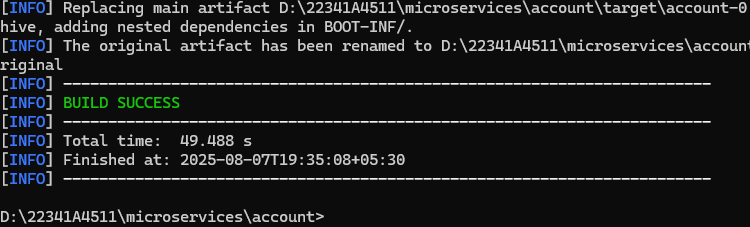 [INFO] Replacing main artifact D:\22341A4511\microservices\account\target\account-0
hive, adding nested dependencies in BOOT-INF/.
[INFO] The original artifact has been renamed to D:\22341A4511\microservices\accoun
riginal
[INFO] ------------------------------------------------------------------------
[INFO] BUILD SUCCESS
[INFO] ------------------------------------------------------------------------
[INFO] Total time:  49.488 s
[INFO] Finished at: 2025-08-07T19:35:08+05:30
[INFO] ------------------------------------------------------------------------
D:\22341A4511\microservices\account>